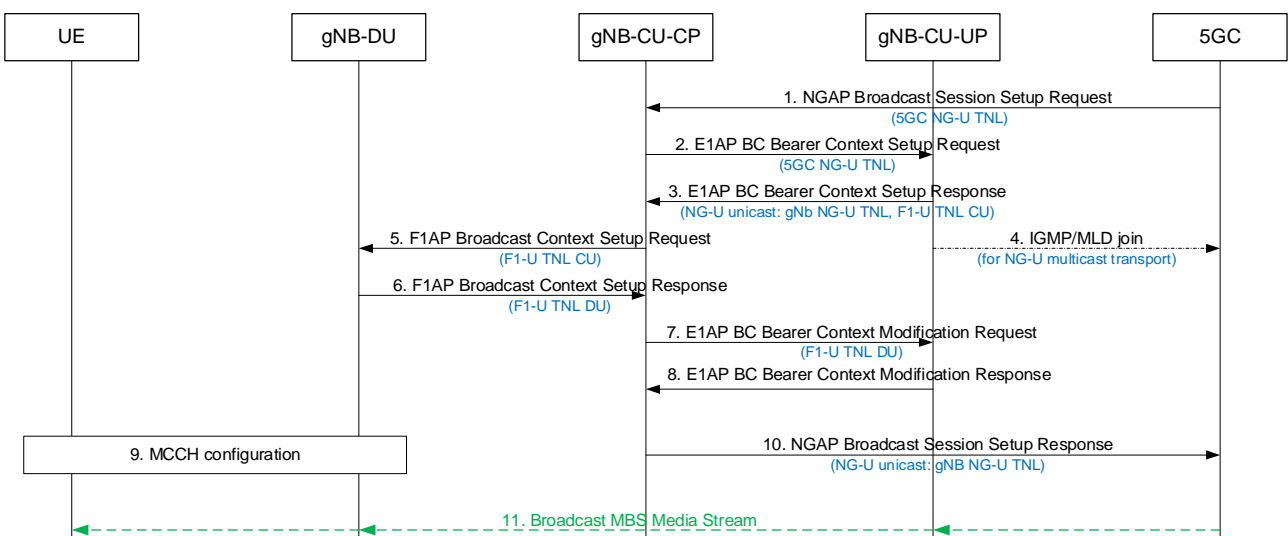 UE
gNB-DU
gNB-CU-CP
gNB-CU-UP
5GC
1. NGAP Broadcast Session Setup Request
(5GC NG-U TNL)
2. E1AP BC Bearer Context Setup Request
(5GC NG-U TNL)
3. E1AP BC Bearer Context Setup Response
(NG-U unicast: gNb NG-U TNL, F1-U TNL CU)
5. F1AP Broadcast Context Setup Request
(F1-U TNL CU)
4. IGMP/MLD join
(for NG-U multicast transport)
6. F1AP Broadcast Context Setup Response
(F1-U TNL DU)
7. E1AP BC Bearer Context Modification Request
(F1-U TNL DU)
8. E1AP BC Bearer Context Modification Response
9. MCCH configuration
10. NGAP Broadcast Session Setup Response
(NG-U unicast: gNB NG-U TNL)
11. Broadcast MBS Media Stream